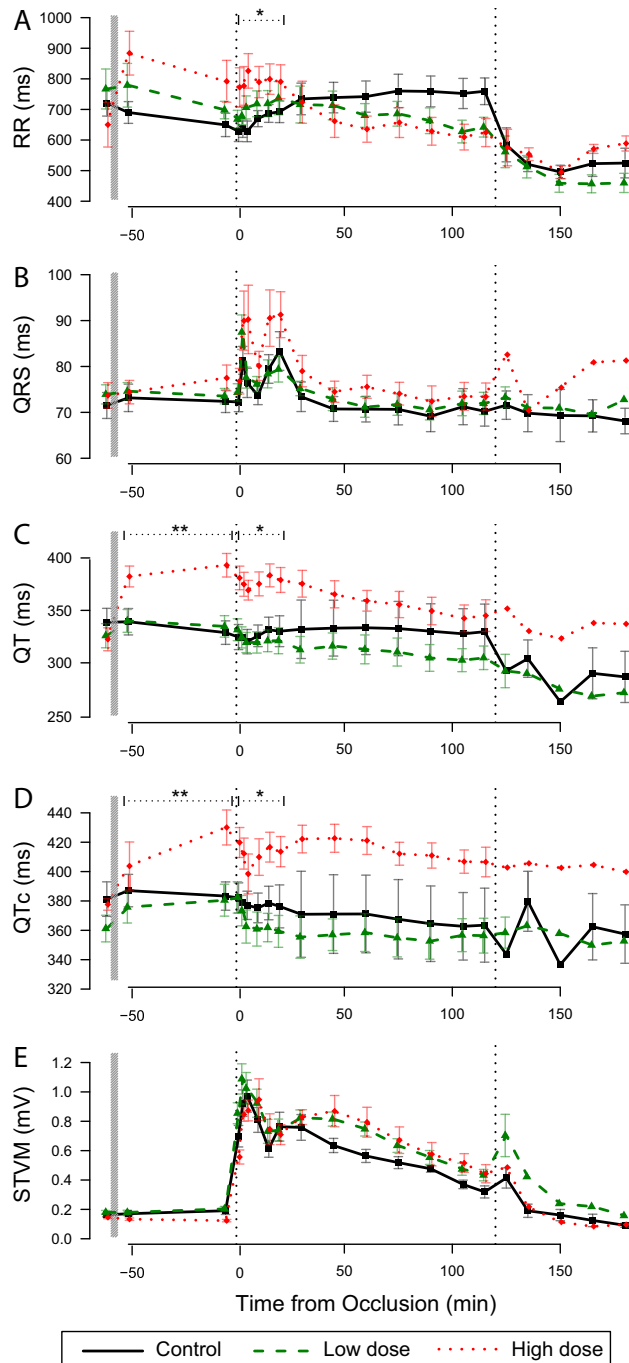 A
RR (ms)
1000
900
800
700
600
500
400
*
−50 0 50 100 150
B
QRS (ms)
100
90
80
70
60
−50 0 50 100 150
C
QT (ms)
400
350
300
250
** *
−50 0 50 100 150
D
QTc (ms)
440
420
400
380
360
340
320
** *
−50 0 50 100 150
E
STVM (mV)
1.2
1.0
0.8
0.6
0.4
0.2
0.0
−50 0 50 100 150
Time from Occlusion (min)
Control Low dose High dose